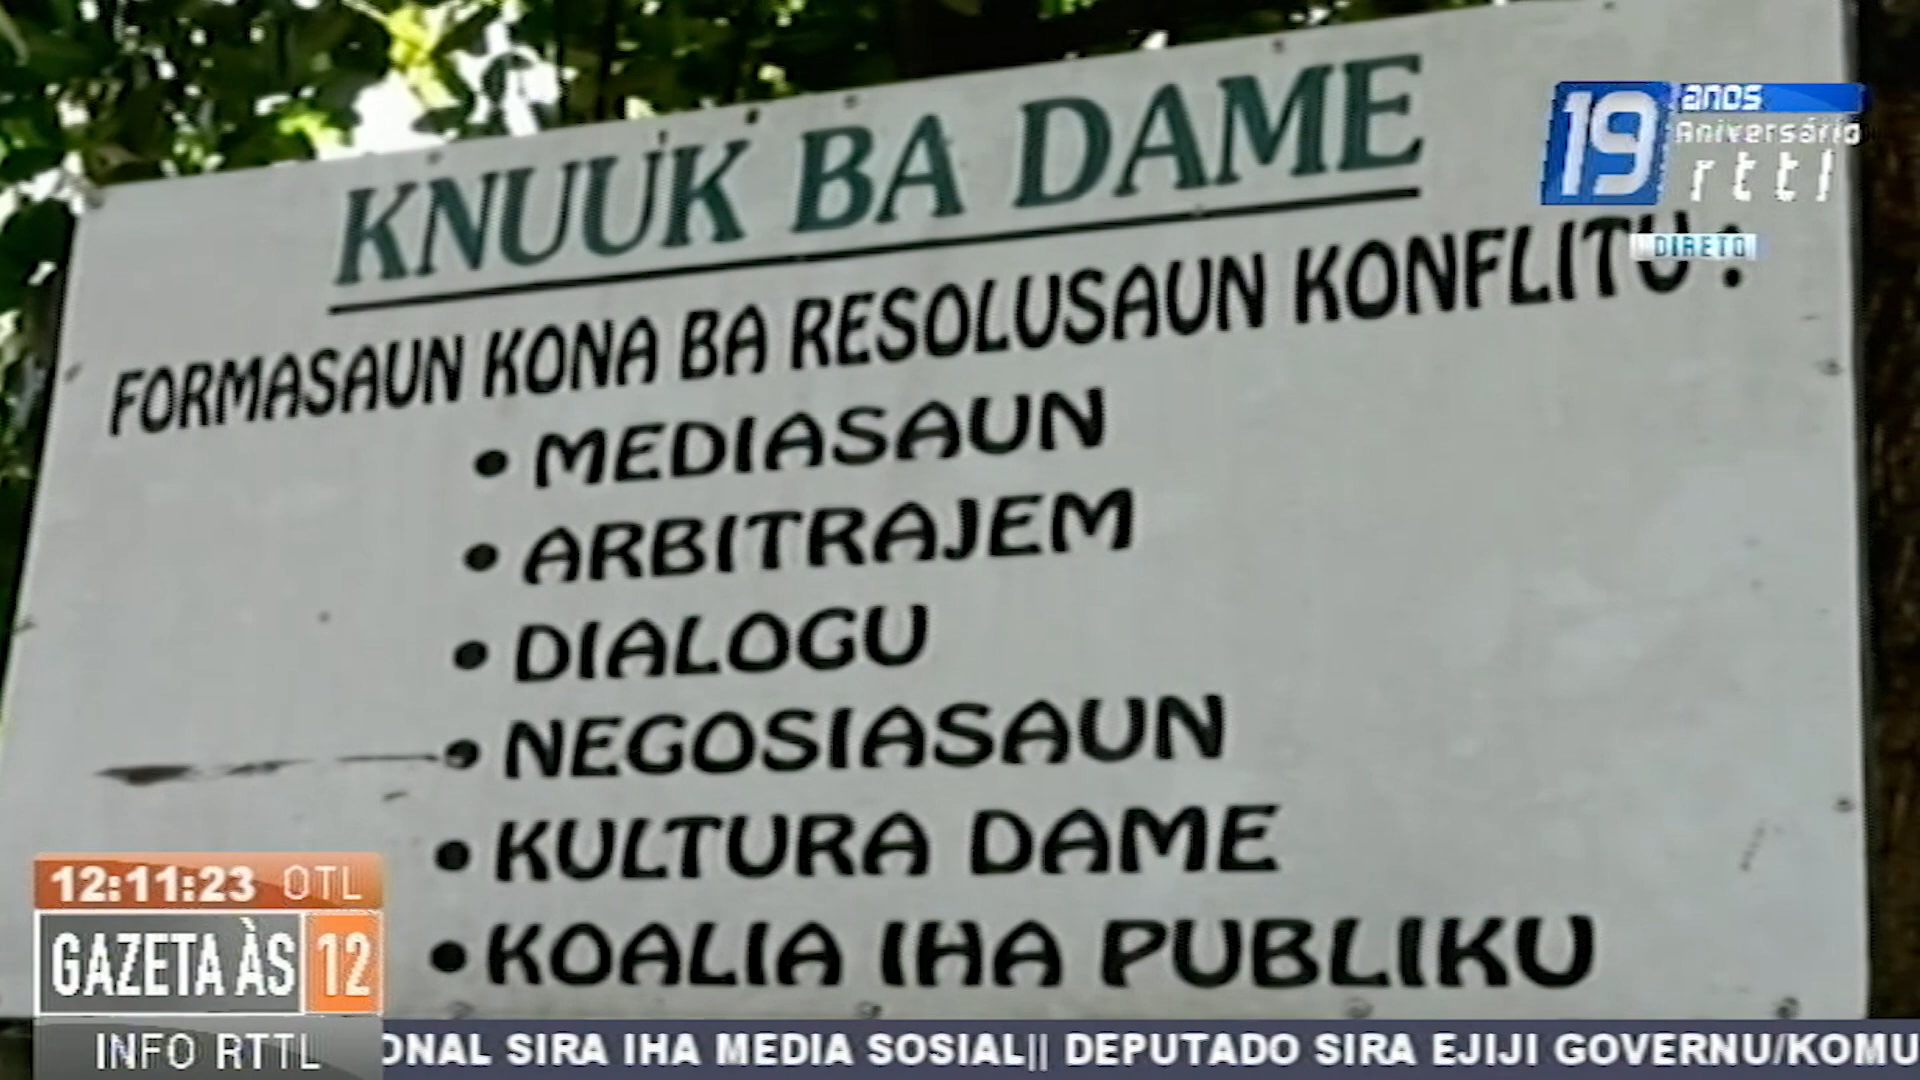 KNUUK BA DAME
FORMASAUN KONA BA RESOLUSAUN KONFLITU :
• MEDIASAUN
• ARBITRAJEM
• DIALOGU
• NEGOSIASAUN
• KULTURA DAME
• KOALIA IHA PUBLIKU
19 anos
Aniversário
rttl
DIRETO
12:11:23 OTL
GAZETA ÀS 12
INFO RTTL
ONAL SIRA IHA MEDIA SOSIAL|| DEPUTADO SIRA EJIJI GOVERNU/KOMU